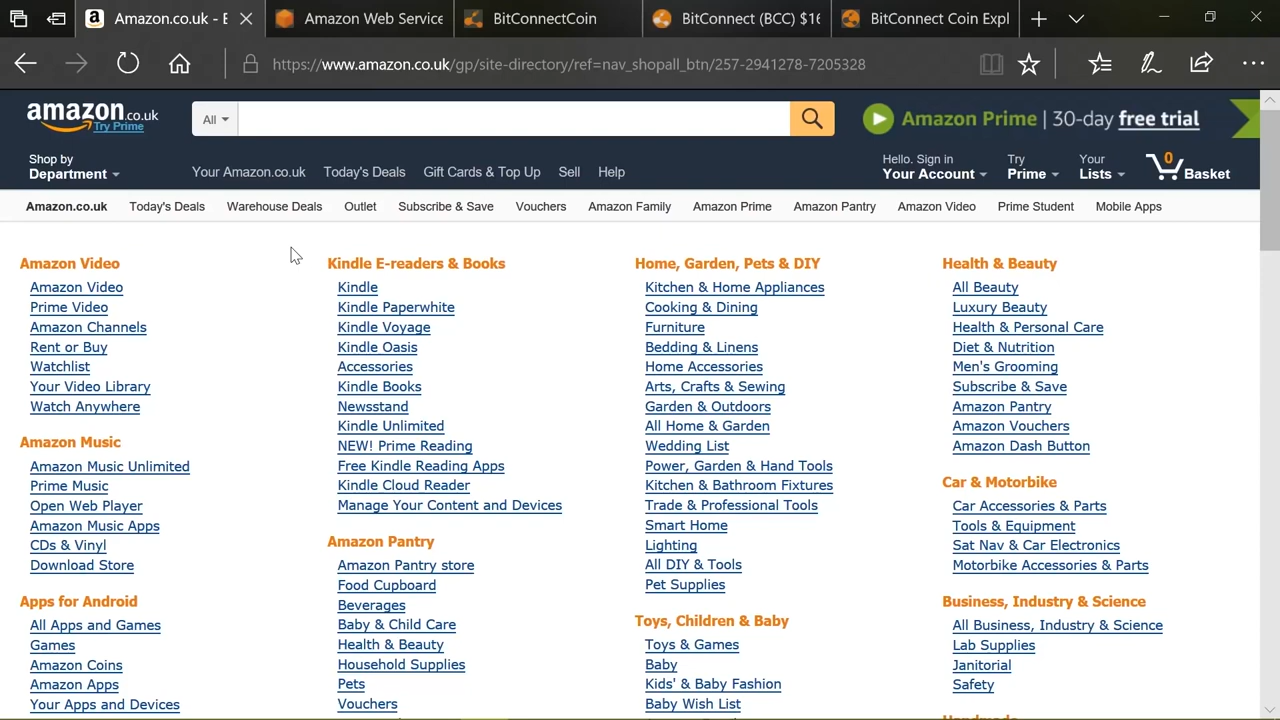 Amazon.co.uk - E
Amazon Web Service
BitConnectCoin
BitConnect (BCC) $16
BitConnect Coin Expl
https://www.amazon.co.uk/gp/site-directory/ref=nav_shopall_btn/257-2941278-7205328
amazon.co.uk
Try Prime
All
Amazon Prime | 30-day free trial
Shop by
Department
Your Amazon.co.uk
Today's Deals
Gift Cards & Top Up
Sell
Help
Hello. Sign in
Your Account
Try
Prime
Your
Lists
0
Basket
Amazon.co.uk
Today's Deals
Warehouse Deals
Outlet
Subscribe & Save
Vouchers
Amazon Family
Amazon Prime
Amazon Pantry
Amazon Video
Prime Student
Mobile Apps
Amazon Video
Amazon Video
Prime Video
Amazon Channels
Rent or Buy
Watchlist
Your Video Library
Watch Anywhere
Amazon Music
Amazon Music Unlimited
Prime Music
Open Web Player
Amazon Music Apps
CDs & Vinyl
Download Store
Apps for Android
All Apps and Games
Games
Amazon Coins
Amazon Apps
Your Apps and Devices
Kindle E-readers & Books
Kindle
Kindle Paperwhite
Kindle Voyage
Kindle Oasis
Accessories
Kindle Books
Newsstand
Kindle Unlimited
NEW! Prime Reading
Free Kindle Reading Apps
Kindle Cloud Reader
Manage Your Content and Devices
Amazon Pantry
Amazon Pantry store
Food Cupboard
Beverages
Baby & Child Care
Health & Beauty
Household Supplies
Pets
Vouchers
Home, Garden, Pets & DIY
Kitchen & Home Appliances
Cooking & Dining
Furniture
Bedding & Linens
Home Accessories
Arts, Crafts & Sewing
Garden & Outdoors
All Home & Garden
Wedding List
Power, Garden & Hand Tools
Kitchen & Bathroom Fixtures
Trade & Professional Tools
Smart Home
Lighting
All DIY & Tools
Pet Supplies
Toys, Children & Baby
Toys & Games
Baby
Kids' & Baby Fashion
Baby Wish List
Health & Beauty
All Beauty
Luxury Beauty
Health & Personal Care
Diet & Nutrition
Men's Grooming
Subscribe & Save
Amazon Pantry
Amazon Vouchers
Amazon Dash Button
Car & Motorbike
Car Accessories & Parts
Tools & Equipment
Sat Nav & Car Electronics
Motorbike Accessories & Parts
Business, Industry & Science
All Business, Industry & Science
Lab Supplies
Janitorial
Safety